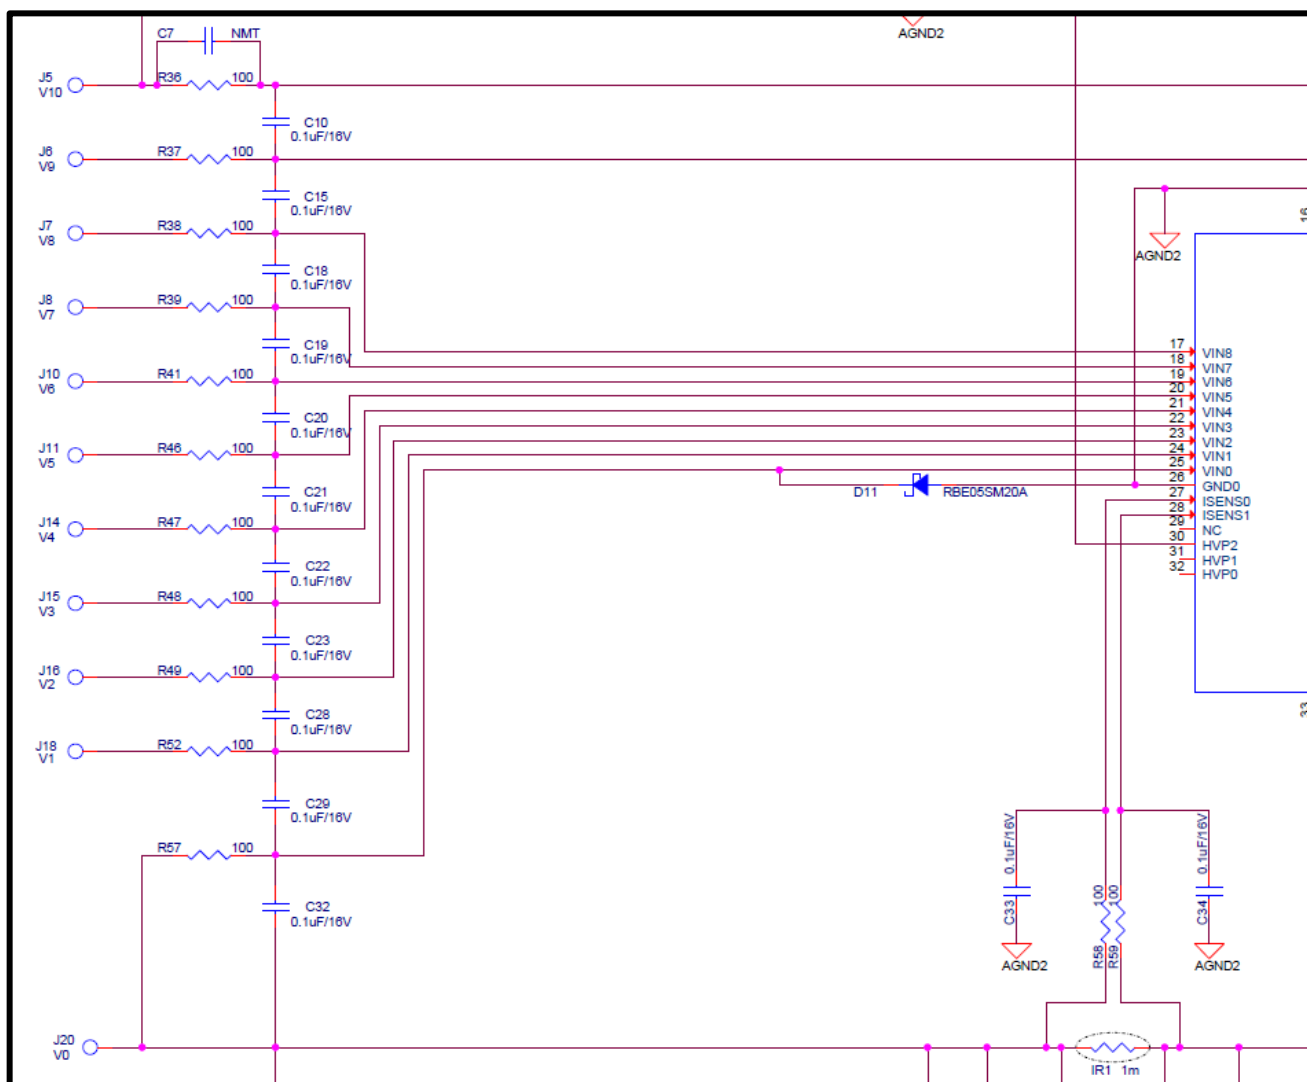 C7 NMT
AGND2
J5
V10
R36 100
C10
0.1uF/16V
J6
V9
R37 100
C15
0.1uF/16V
16
J7
V8
R38 100
AGND2
C18
0.1uF/16V
J8
V7
R39 100
C19
0.1uF/16V
17 VIN8
18 VIN7
19 VIN6
20 VIN5
21 VIN4
22 VIN3
23 VIN2
24 VIN1
25 VIN0
26 GND0
27 ISENS0
28 ISENS1
29 NC
30 HVP2
31 HVP1
32 HVP0
J10
V6
R41 100
C20
0.1uF/16V
J11
V5
R46 100
D11 RBE05SM20A
C21
0.1uF/16V
J14
V4
R47 100
C22
0.1uF/16V
J15
V3
R48 100
C23
0.1uF/16V
J16
V2
R49 100
C28
0.1uF/16V
33
J18
V1
R52 100
C29
0.1uF/16V
R57 100
C32
0.1uF/16V
C33 0.1uF/16V
R58 100
R59 100
C34 0.1uF/16V
AGND2
AGND2
J20
V0
IR1 1m